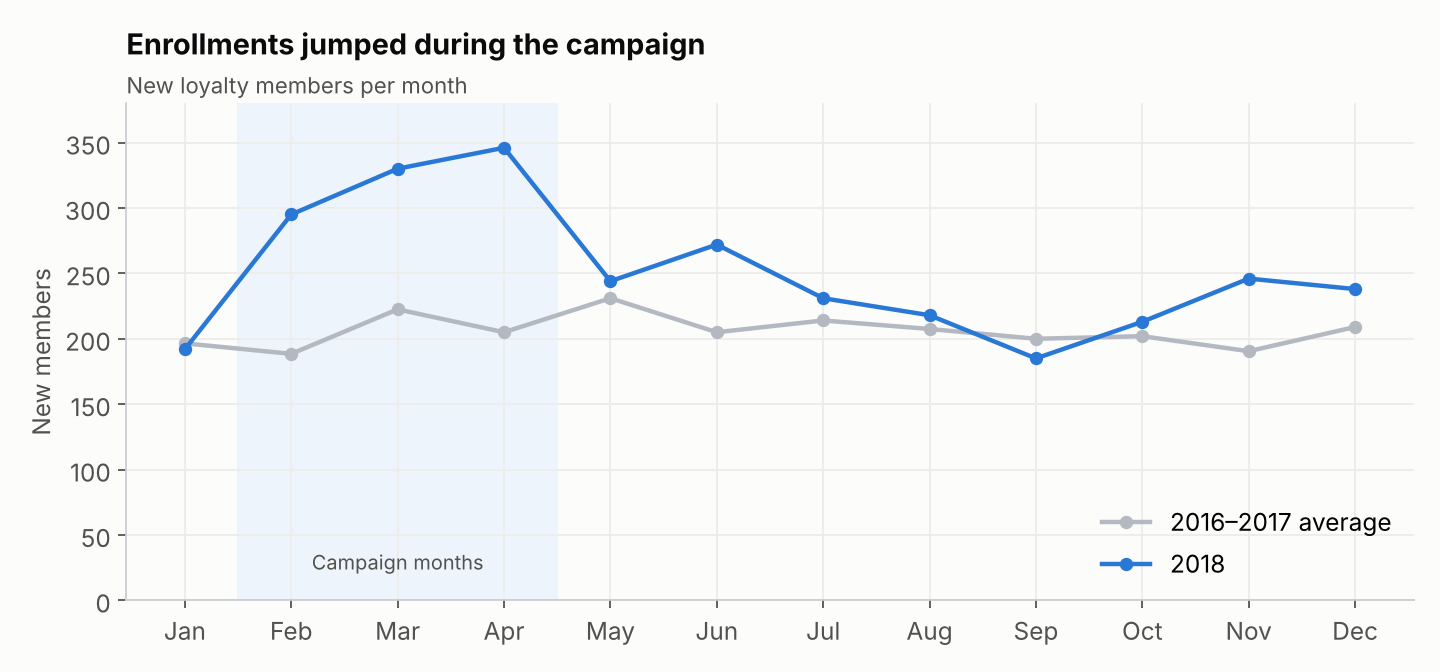 Enrollments jumped during the campaign
New loyalty members per month
New members
350
300
250
200
150
100
50
0
Campaign months
2016–2017 average
2018
Jan Feb Mar Apr May Jun Jul Aug Sep Oct Nov Dec